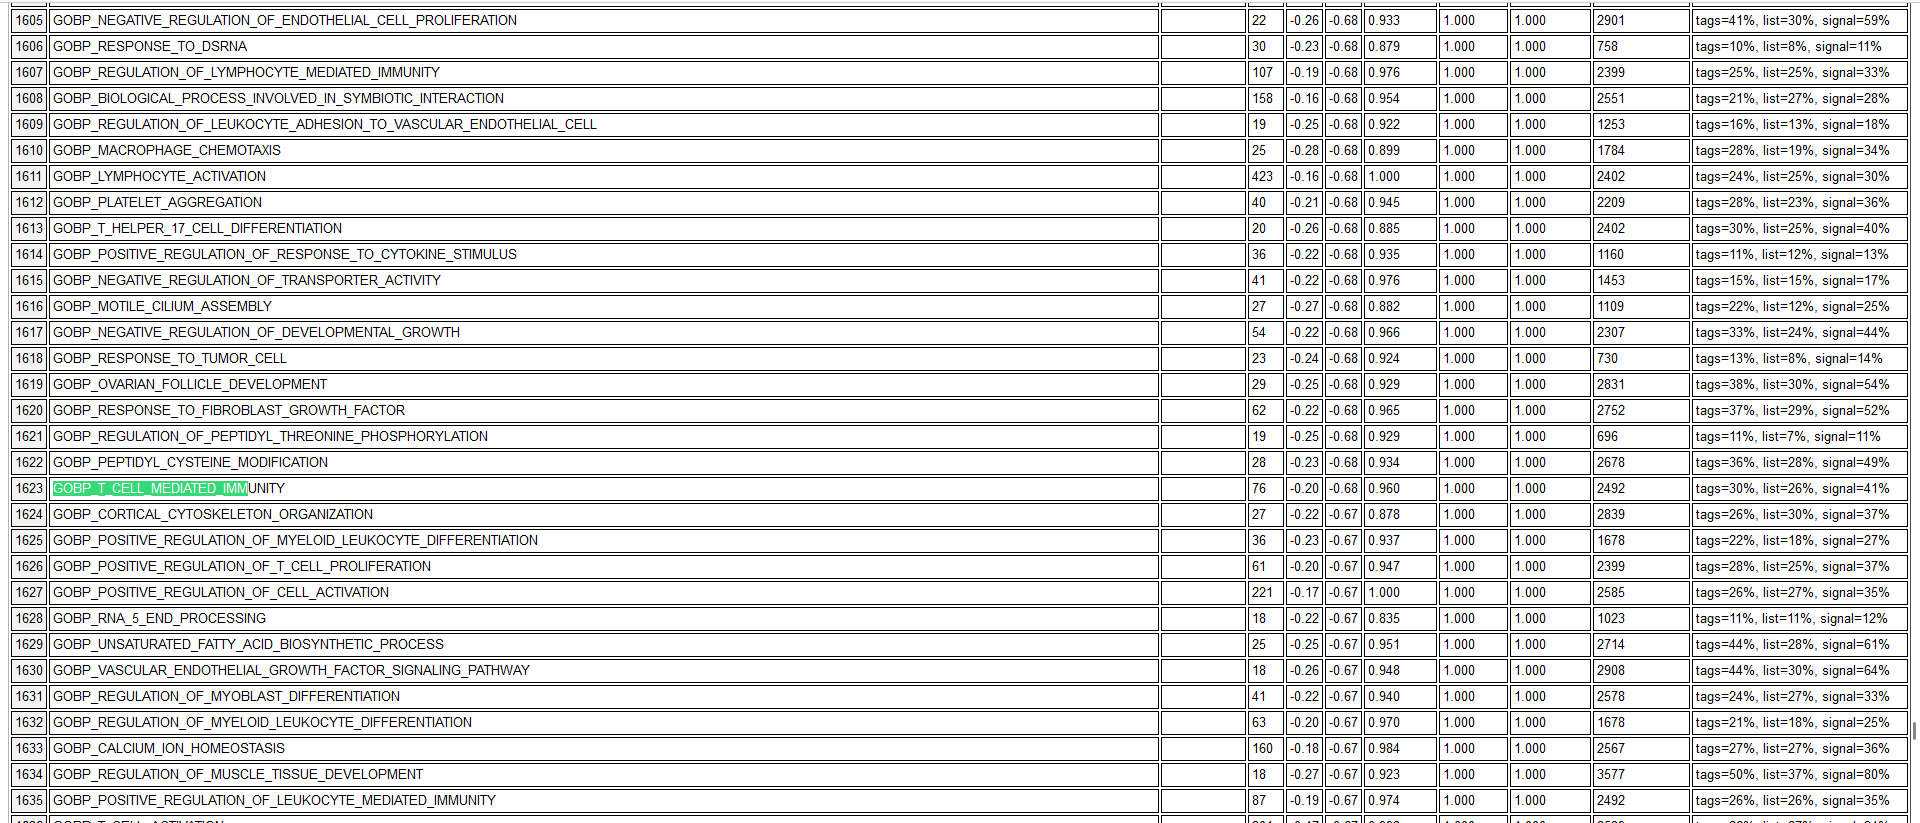 1605 GOBP_NEGATIVE_REGULATION_OF_ENDOTHELIAL_CELL_PROLIFERATION 22 -0.26 -0.68 0.933 1.000 1.000 2901 tags=41%, list=30%, signal=59%
1606 GOBP_RESPONSE_TO_DSRNA 30 -0.23 -0.68 0.879 1.000 1.000 758 tags=10%, list=8%, signal=11%
1607 GOBP_REGULATION_OF_LYMPHOCYTE_MEDIATED_IMMUNITY 107 -0.19 -0.68 0.976 1.000 1.000 2399 tags=25%, list=25%, signal=33%
1608 GOBP_BIOLOGICAL_PROCESS_INVOLVED_IN_SYMBIOTIC_INTERACTION 158 -0.16 -0.68 0.954 1.000 1.000 2551 tags=21%, list=27%, signal=28%
1609 GOBP_REGULATION_OF_LEUKOCYTE_ADHESION_TO_VASCULAR_ENDOTHELIAL_CELL 19 -0.25 -0.68 0.922 1.000 1.000 1253 tags=16%, list=13%, signal=18%
1610 GOBP_MACROPHAGE_CHEMOTAXIS 25 -0.28 -0.68 0.899 1.000 1.000 1784 tags=28%, list=19%, signal=34%
1611 GOBP_LYMPHOCYTE_ACTIVATION 423 -0.16 -0.68 1.000 1.000 1.000 2402 tags=24%, list=25%, signal=30%
1612 GOBP_PLATELET_AGGREGATION 40 -0.21 -0.68 0.945 1.000 1.000 2209 tags=28%, list=23%, signal=36%
1613 GOBP_T_HELPER_17_CELL_DIFFERENTIATION 20 -0.26 -0.68 0.885 1.000 1.000 2402 tags=30%, list=25%, signal=40%
1614 GOBP_POSITIVE_REGULATION_OF_RESPONSE_TO_CYTOKINE_STIMULUS 36 -0.22 -0.68 0.935 1.000 1.000 1160 tags=11%, list=12%, signal=13%
1615 GOBP_NEGATIVE_REGULATION_OF_TRANSPORTER_ACTIVITY 41 -0.22 -0.68 0.976 1.000 1.000 1453 tags=15%, list=15%, signal=17%
1616 GOBP_MOTILE_CILIUM_ASSEMBLY 27 -0.27 -0.68 0.882 1.000 1.000 1109 tags=22%, list=12%, signal=25%
1617 GOBP_NEGATIVE_REGULATION_OF_DEVELOPMENTAL_GROWTH 54 -0.22 -0.68 0.966 1.000 1.000 2307 tags=33%, list=24%, signal=44%
1618 GOBP_RESPONSE_TO_TUMOR_CELL 23 -0.24 -0.68 0.924 1.000 1.000 730 tags=13%, list=8%, signal=14%
1619 GOBP_OVARIAN_FOLLICLE_DEVELOPMENT 29 -0.25 -0.68 0.929 1.000 1.000 2831 tags=38%, list=30%, signal=54%
1620 GOBP_RESPONSE_TO_FIBROBLAST_GROWTH_FACTOR 62 -0.22 -0.68 0.965 1.000 1.000 2752 tags=37%, list=29%, signal=52%
1621 GOBP_REGULATION_OF_PEPTIDYL_THREONINE_PHOSPHORYLATION 19 -0.25 -0.68 0.929 1.000 1.000 696 tags=11%, list=7%, signal=11%
1622 GOBP_PEPTIDYL_CYSTEINE_MODIFICATION 28 -0.23 -0.68 0.934 1.000 1.000 2678 tags=36%, list=28%, signal=49%
1623 GOBP_T_CELL_MEDIATED_IMMUNITY 76 -0.20 -0.68 0.960 1.000 1.000 2492 tags=30%, list=26%, signal=41%
1624 GOBP_CORTICAL_CYTOSKELETON_ORGANIZATION 27 -0.22 -0.67 0.878 1.000 1.000 2839 tags=26%, list=30%, signal=37%
1625 GOBP_POSITIVE_REGULATION_OF_MYELOID_LEUKOCYTE_DIFFERENTIATION 36 -0.23 -0.67 0.937 1.000 1.000 1678 tags=22%, list=18%, signal=27%
1626 GOBP_POSITIVE_REGULATION_OF_T_CELL_PROLIFERATION 61 -0.20 -0.67 0.947 1.000 1.000 2399 tags=28%, list=25%, signal=37%
1627 GOBP_POSITIVE_REGULATION_OF_CELL_ACTIVATION 221 -0.17 -0.67 1.000 1.000 1.000 2585 tags=26%, list=27%, signal=35%
1628 GOBP_RNA_5_END_PROCESSING 18 -0.22 -0.67 0.835 1.000 1.000 1023 tags=11%, list=11%, signal=12%
1629 GOBP_UNSATURATED_FATTY_ACID_BIOSYNTHETIC_PROCESS 25 -0.25 -0.67 0.951 1.000 1.000 2714 tags=44%, list=28%, signal=61%
1630 GOBP_VASCULAR_ENDOTHELIAL_GROWTH_FACTOR_SIGNALING_PATHWAY 18 -0.26 -0.67 0.948 1.000 1.000 2908 tags=44%, list=30%, signal=64%
1631 GOBP_REGULATION_OF_MYOBLAST_DIFFERENTIATION 41 -0.22 -0.67 0.940 1.000 1.000 2578 tags=24%, list=27%, signal=33%
1632 GOBP_REGULATION_OF_MYELOID_LEUKOCYTE_DIFFERENTIATION 63 -0.20 -0.67 0.970 1.000 1.000 1678 tags=21%, list=18%, signal=25%
1633 GOBP_CALCIUM_ION_HOMEOSTASIS 160 -0.18 -0.67 0.984 1.000 1.000 2567 tags=27%, list=27%, signal=36%
1634 GOBP_REGULATION_OF_MUSCLE_TISSUE_DEVELOPMENT 18 -0.27 -0.67 0.923 1.000 1.000 3577 tags=50%, list=37%, signal=80%
1635 GOBP_POSITIVE_REGULATION_OF_LEUKOCYTE_MEDIATED_IMMUNITY 87 -0.19 -0.67 0.974 1.000 1.000 2492 tags=26%, list=26%, signal=35%